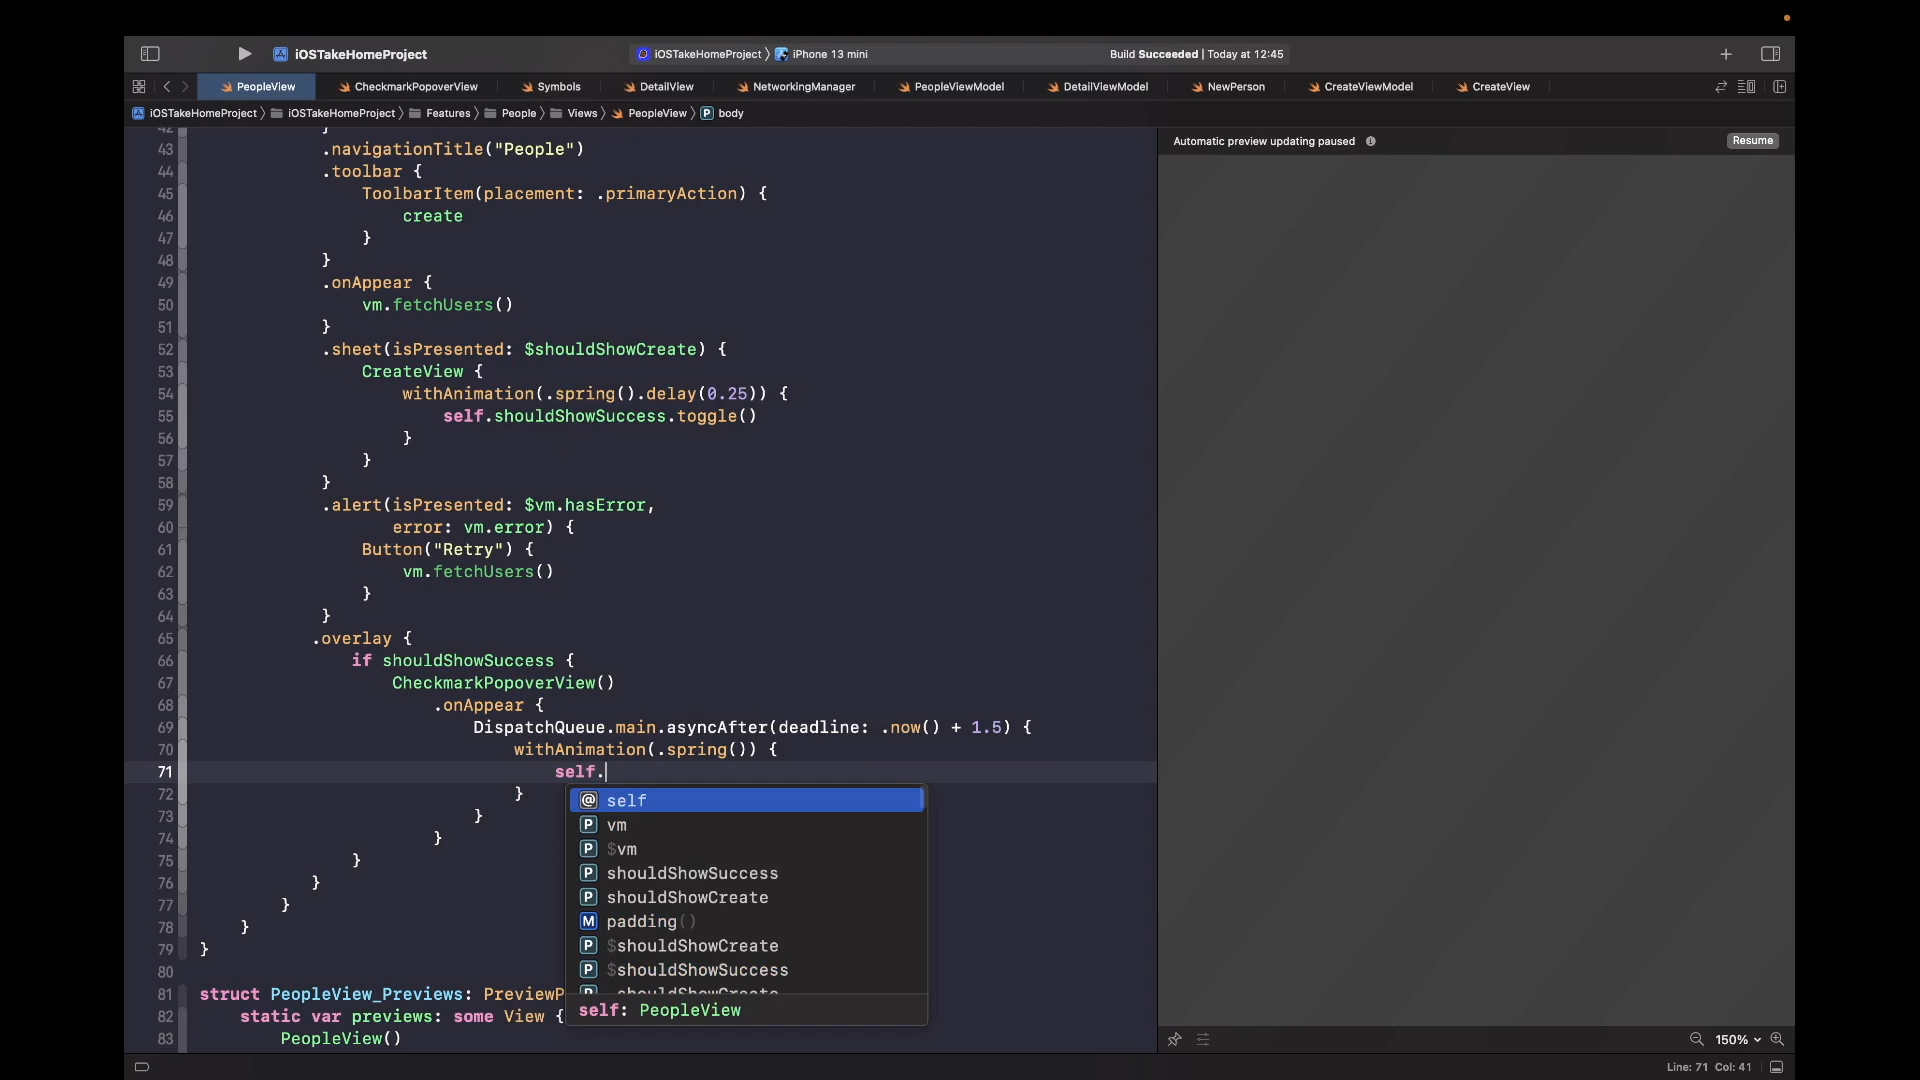 iOSTakeHomeProject
iOSTakeHomeProject
iPhone 13 mini
Build Succeeded | Today at 12:45
PeopleView
CheckmarkPopoverView
Symbols
DetailView
NetworkingManager
PeopleViewModel
DetailViewModel
NewPerson
CreateViewModel
CreateView
iOSTakeHomeProject
iOSTakeHomeProject
Features
People
Views
PeopleView
P body
Automatic preview updating paused
Resume
42 }
43 .navigationTitle("People")
44 .toolbar {
45 ToolbarItem(placement: .primaryAction) {
46 create
47 }
48 }
49 .onAppear {
50 vm.fetchUsers()
51 }
52 .sheet(isPresented: $shouldShowCreate) {
53 CreateView {
54 withAnimation(.spring().delay(0.25)) {
55 self.shouldShowSuccess.toggle()
56 }
57 }
58 }
59 .alert(isPresented: $vm.hasError,
60 error: vm.error) {
61 Button("Retry") {
62 vm.fetchUsers()
63 }
64 }
65 .overlay {
66 if shouldShowSuccess {
67 CheckmarkPopoverView()
68 .onAppear {
69 DispatchQueue.main.asyncAfter(deadline: .now() + 1.5) {
70 withAnimation(.spring()) {
71 self.
72 }
73 }
74 }
75 }
76 }
77 }
78 }
79 }
80
81 struct PeopleView_Previews: PreviewP
82 static var previews: some View {
83 PeopleView()
@ self
P vm
P $vm
P shouldShowSuccess
P shouldShowCreate
M padding()
P $shouldShowCreate
P $shouldShowSuccess
self: PeopleView
150%
Line: 71 Col: 41